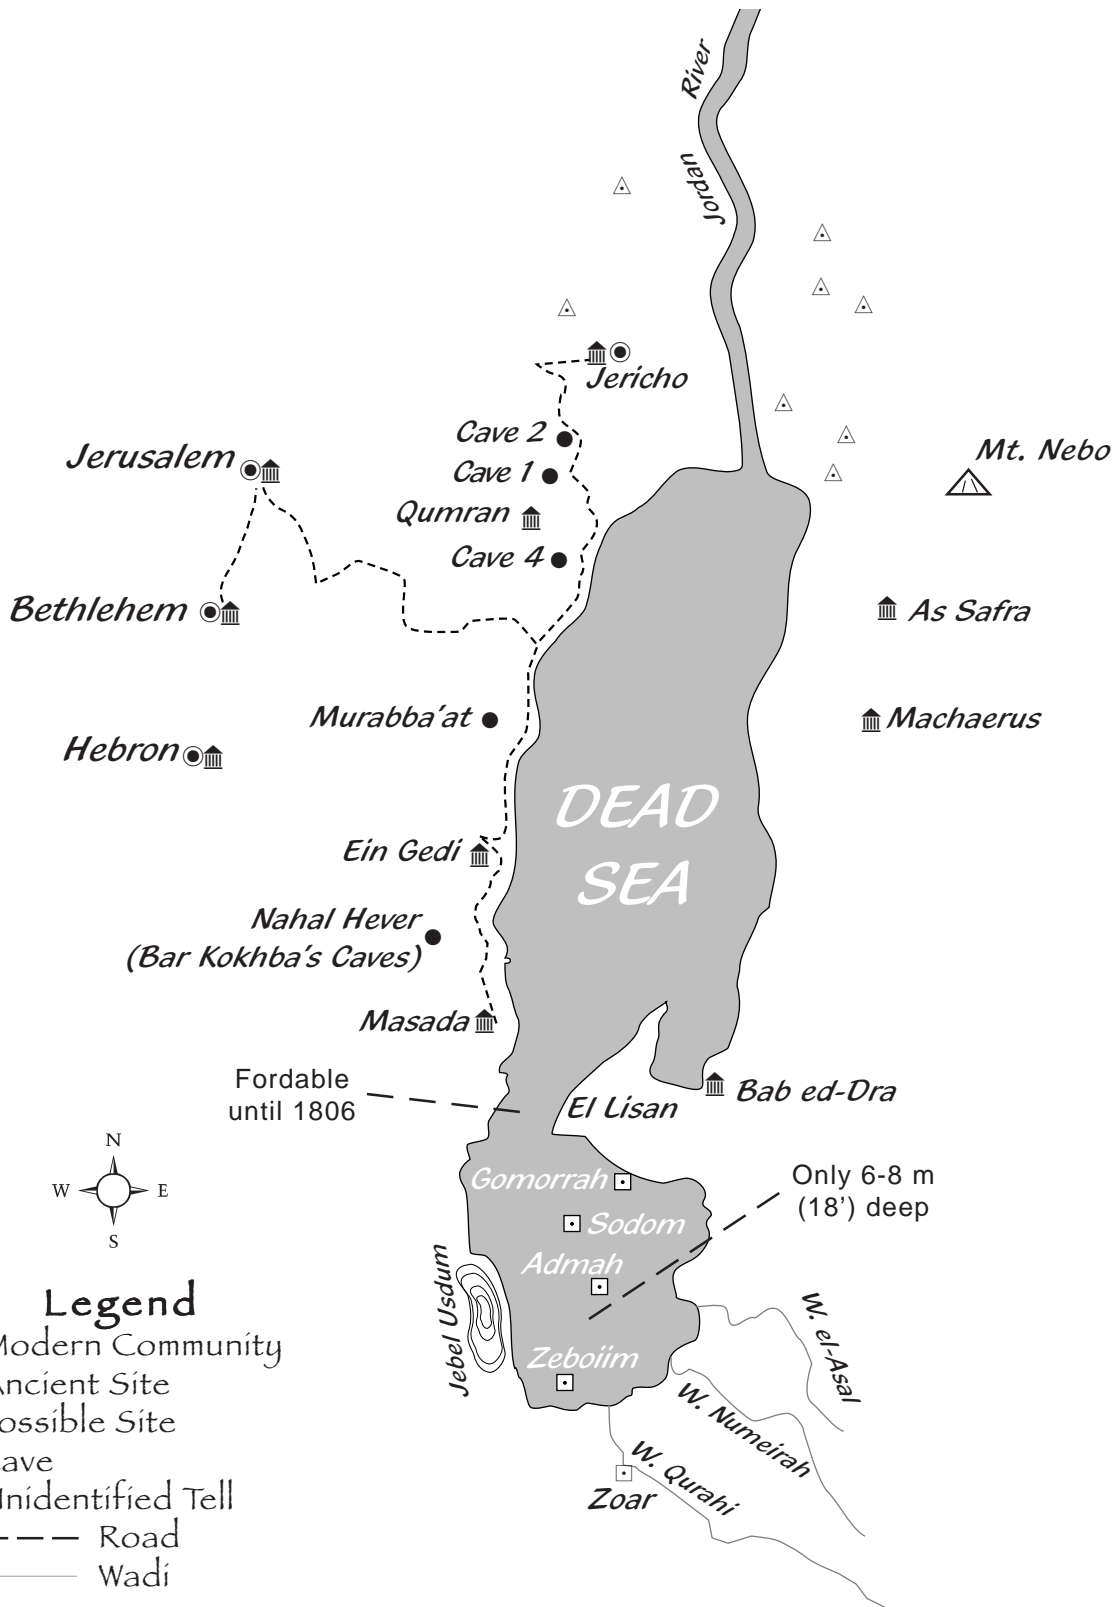 River
Jordan
Jericho
Cave 2
Jerusalem
Mt. Nebo
Cave 1
Qumran
Cave 4
Bethlehem
As Safra
Murabba'at
Machaerus
Hebron
DEAD
SEA
Ein Gedi
Nahal Hever
(Bar Kokhba's Caves)
Masada
Fordable
until 1806
El Lisan
Bab ed-Dra
N
W E
S
Gomorrah
Only 6-8 m
(18') deep
Sodom
Admah
Jebel Usdum
Zeboiim
W. el-Asal
W. Numeirah
W. Qurahi
Zoar
Legend
Modern Community
Ancient Site
ossible Site
ave
nidentified Tell
Road
Wadi